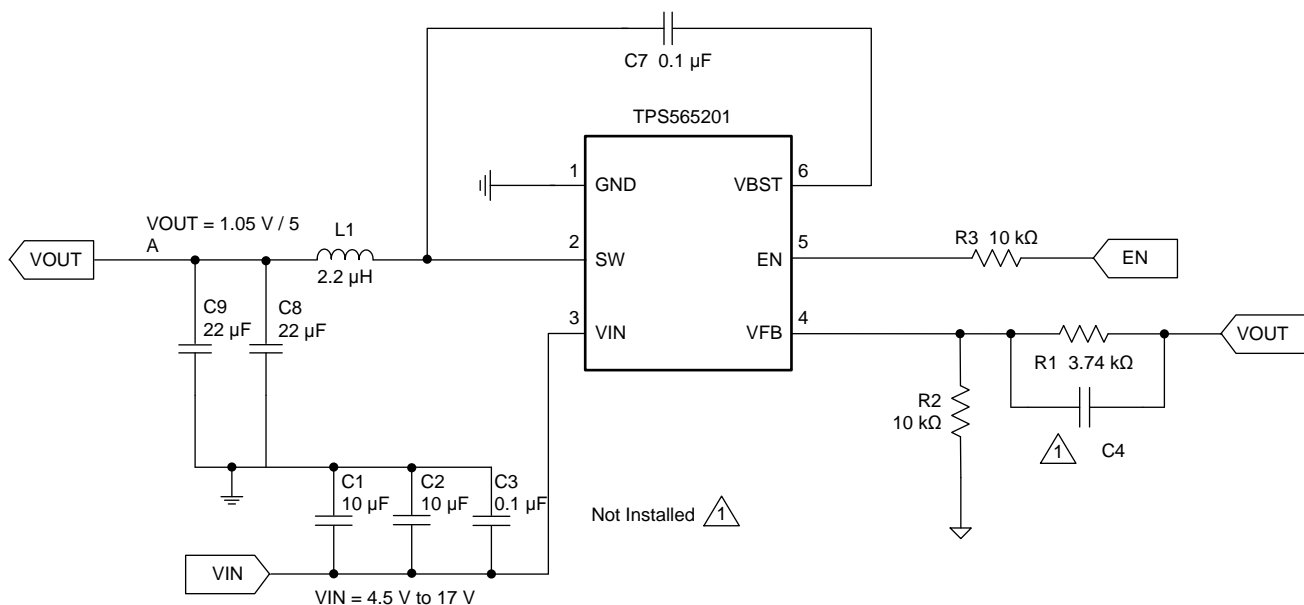 C7 0.1 µF
TPS565201
1
GND
VBST
6
VOUT = 1.05 V / 5
A
L1
VOUT
2.2 µH
2
SW
EN
5
R3 10 kΩ
EN
C9
22 µF
C8
22 µF
3
VIN
VFB
4
VOUT
R1 3.74 kΩ
R2
10 kΩ
1
C4
C1
10 µF
C2
10 µF
C3
0.1 µF
Not Installed 1
VIN
VIN = 4.5 V to 17 V